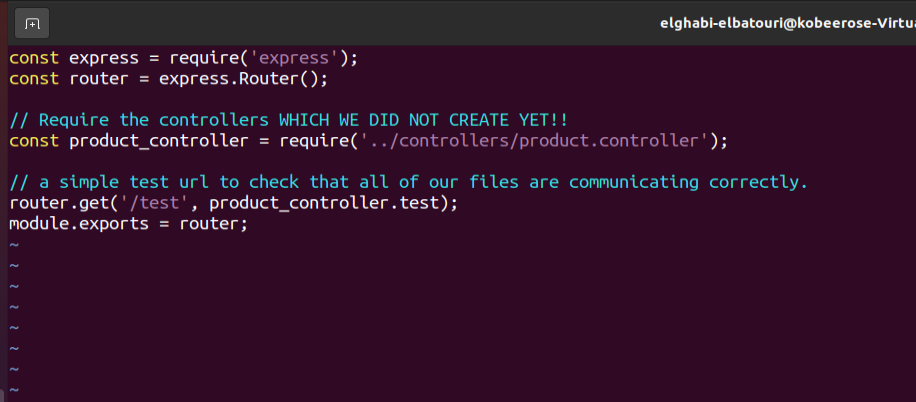 elghabi-elbatouri@kobeerose-Virtua
const express = require('express');
const router = express.Router();
// Require the controllers WHICH WE DID NOT CREATE YET!!
const product_controller = require('../controllers/product.controller');
// a simple test url to check that all of our files are communicating correctly.
router.get('/test', product_controller.test);
module.exports = router;
~
~
~
~
~
~
~
~